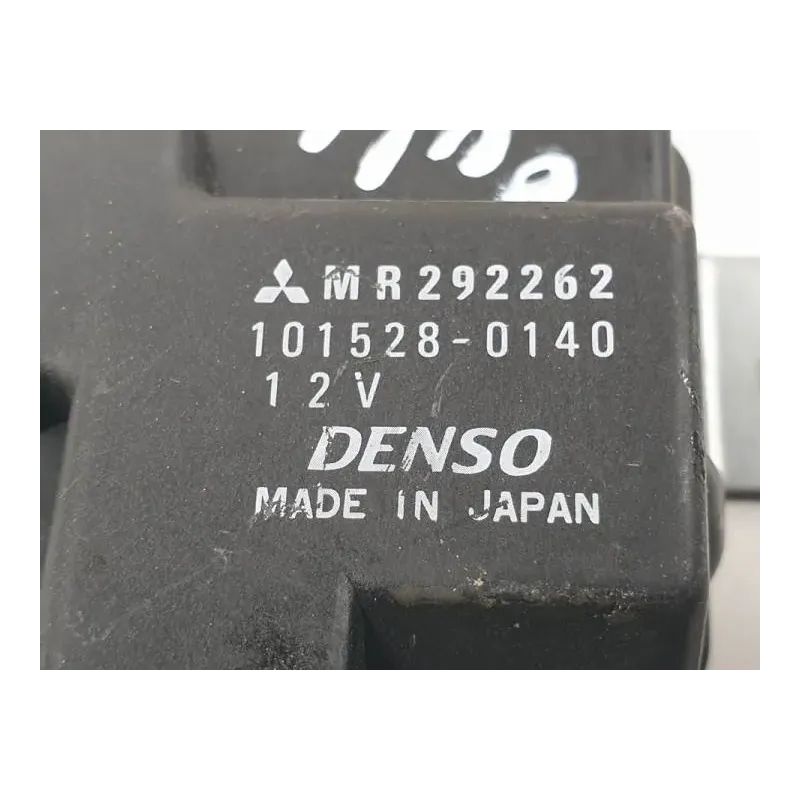 MR292262
101528-0140
12V
DENSO
MADE IN JAPAN